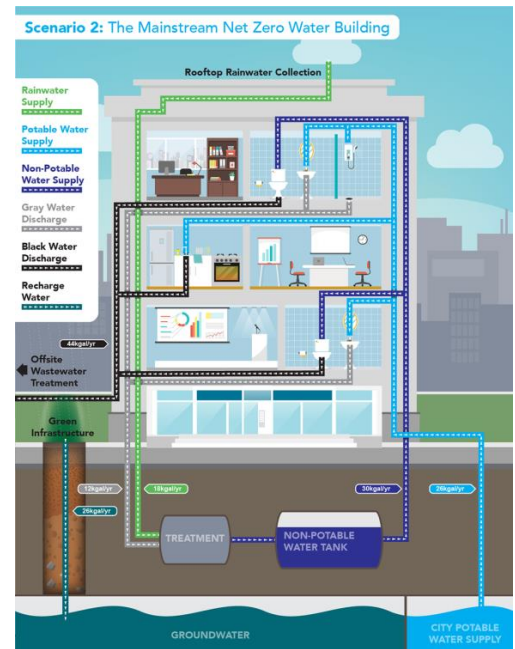 Scenario 2: The Mainstream Net Zero Water Building
Rooftop Rainwater Collection
Rainwater
Supply
Potable Water
Supply
Non-Potable
Water Supply
Gray Water
Discharge
Black Water
Discharge
Recharge
Water
44kgal/yr
Offsite
Wastewater
Treatment
Green
Infrastructure
12kgal/yr
18kgal/yr
30kgal/yr
26kgal/yr
26kgal/yr
TREATMENT
NON-POTABLE
WATER TANK
GROUNDWATER
CITY POTABLE
WATER SUPPLY